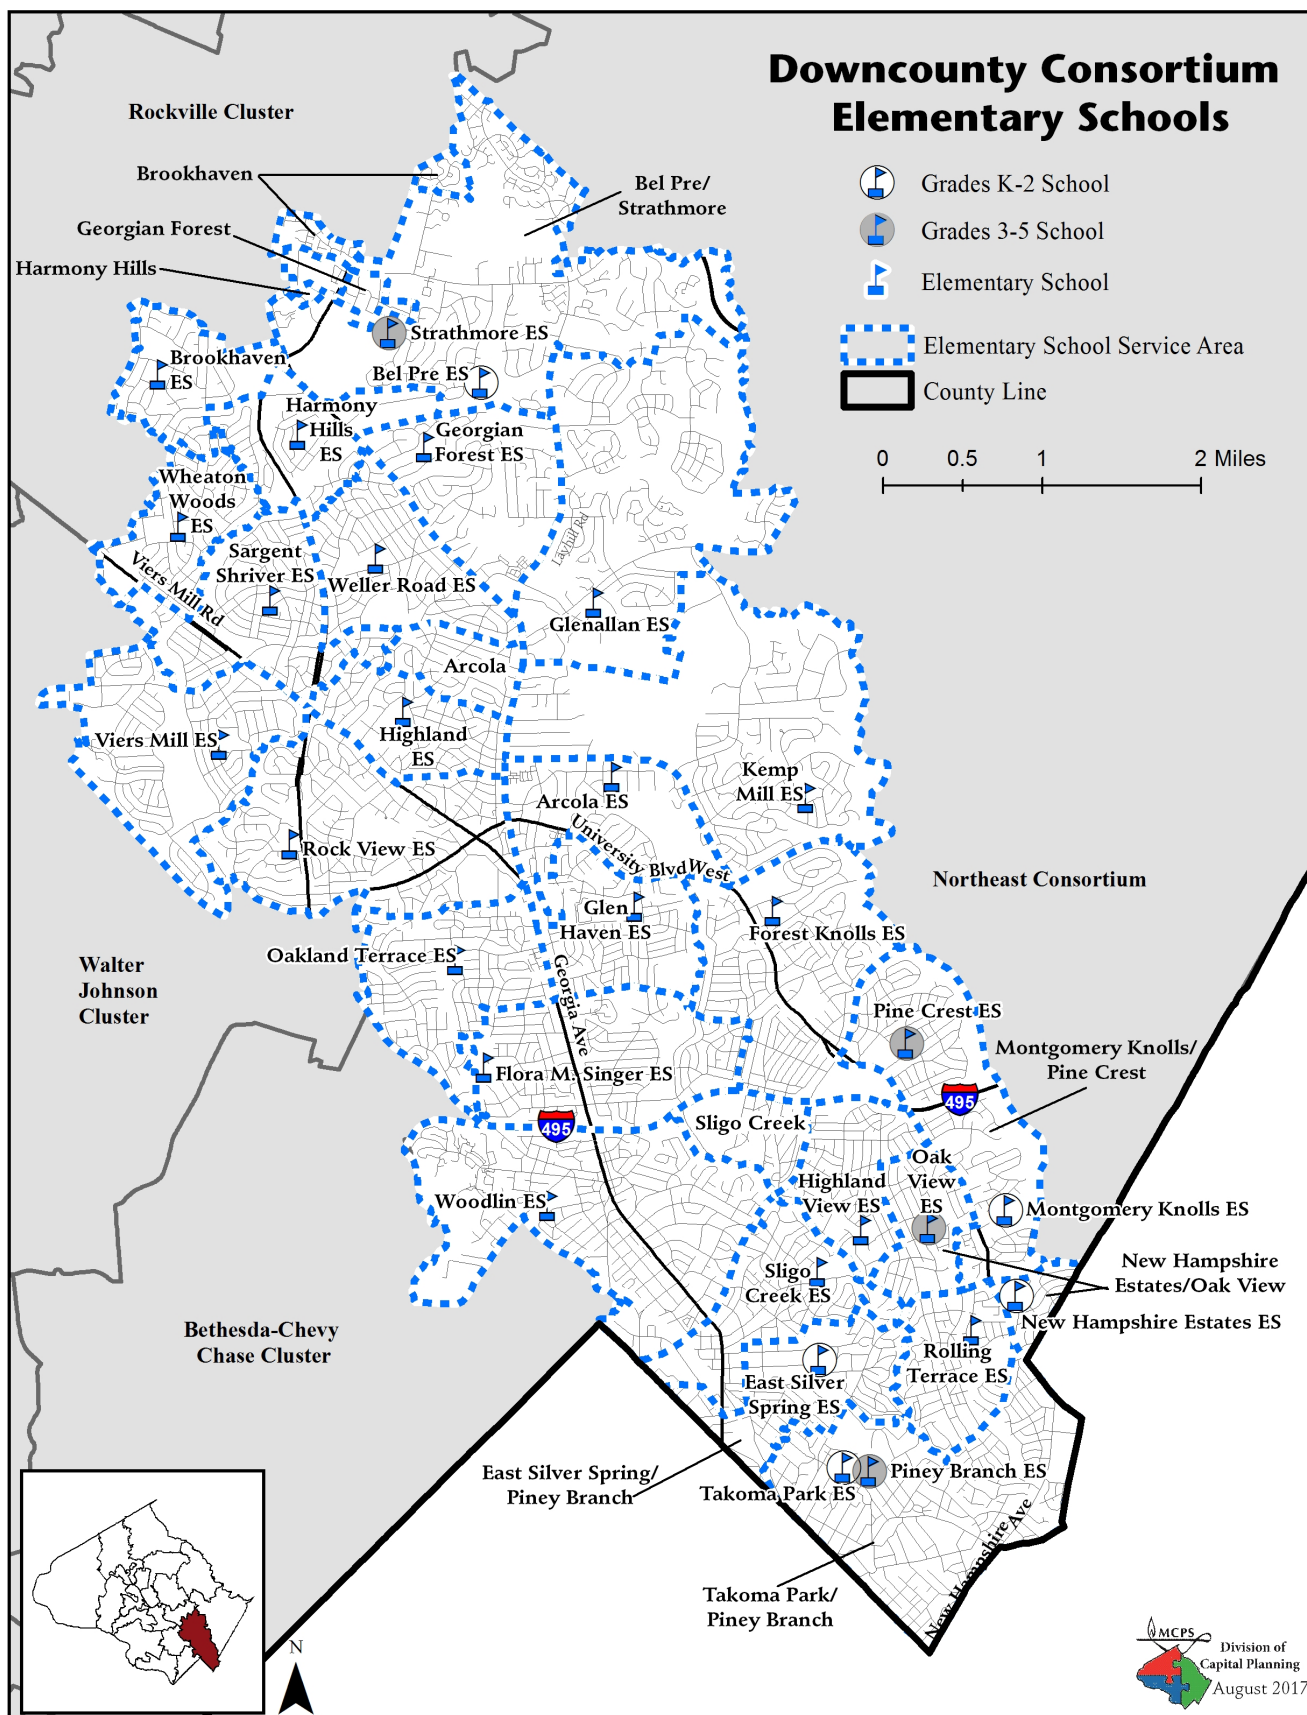 Downcounty Consortium
Elementary Schools
Grades K-2 School
Grades 3-5 School
Elementary School
Elementary School Service Area
County Line
0 0.5 1 2 Miles
Rockville Cluster
Brookhaven
Georgian Forest
Harmony Hills
Bel Pre/
Strathmore
Strathmore ES
Bel Pre ES
Brookhaven
ES
Harmony
Hills
ES
Georgian
Forest ES
Wheaton
Woods
ES
Sargent
Shriver ES
Viers Mill Rd
Weller Road ES
Layhill Rd
Glenallan ES
Arcola
Highland
ES
Viers Mill ES
Arcola ES
Kemp
Mill ES
University Blvd West
Rock View ES
Northeast Consortium
Glen
Haven ES
Forest Knolls ES
Oakland Terrace ES
Georgia Ave
Walter
Johnson
Cluster
Pine Crest ES
Montgomery Knolls/
Pine Crest
Flora M. Singer ES
495
495
Sligo Creek
Oak
View
ES
Highland
View ES
Woodlin ES
Montgomery Knolls ES
New Hampshire
Estates/Oak View
Sligo
Creek ES
New Hampshire Estates ES
Bethesda-Chevy
Chase Cluster
Rolling
Terrace ES
East Silver
Spring ES
East Silver Spring/
Piney Branch
Piney Branch ES
Takoma Park ES
New Hampshire Ave
Takoma Park/
Piney Branch
N
MCPS
Division of
Capital Planning
August 2017